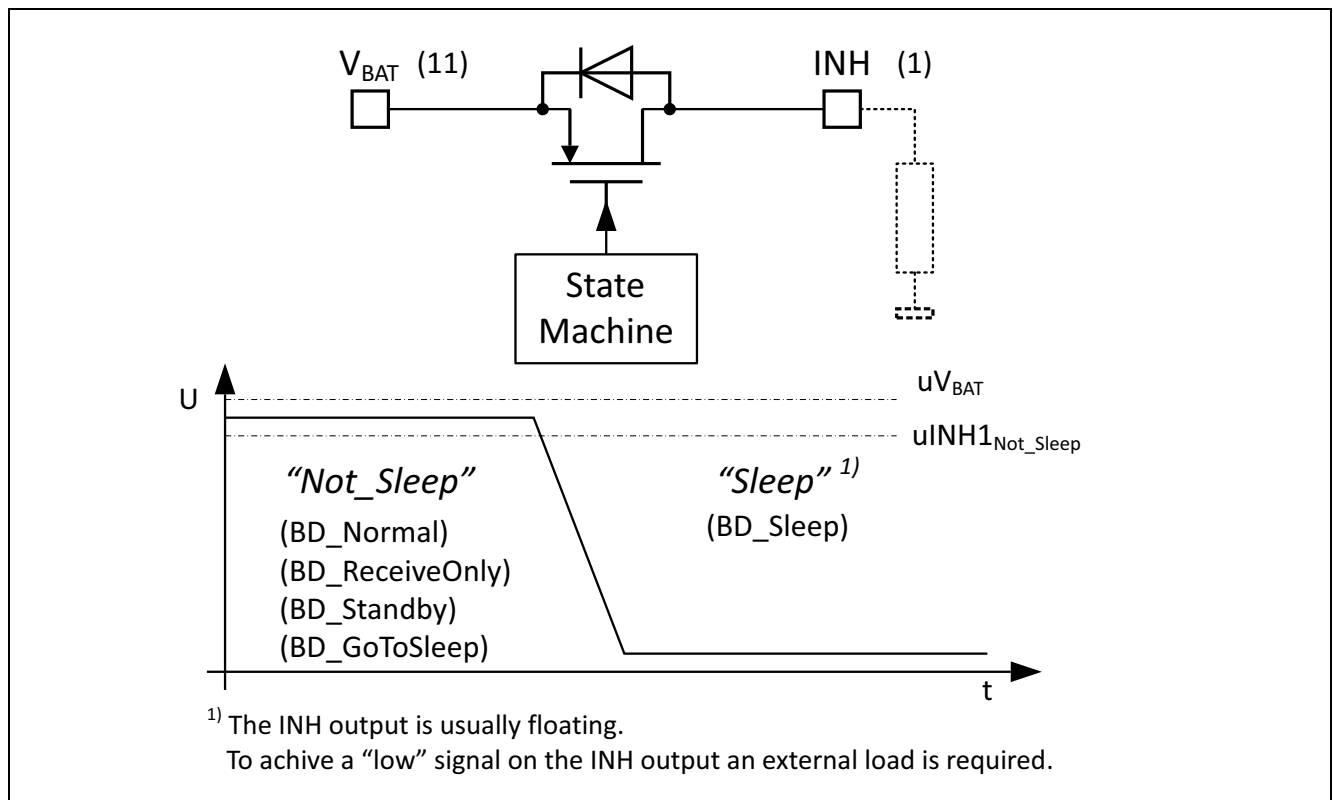 VBAT (11)
INH (1)
State
Machine
U
uVBAT
uINH1Not_Sleep
“Not_Sleep”
“Sleep” 1)
(BD_Normal)
(BD_Sleep)
(BD_ReceiveOnly)
(BD_Standby)
(BD_GoToSleep)
t
1) The INH output is usually floating.
To achive a “low” signal on the INH output an external load is required.